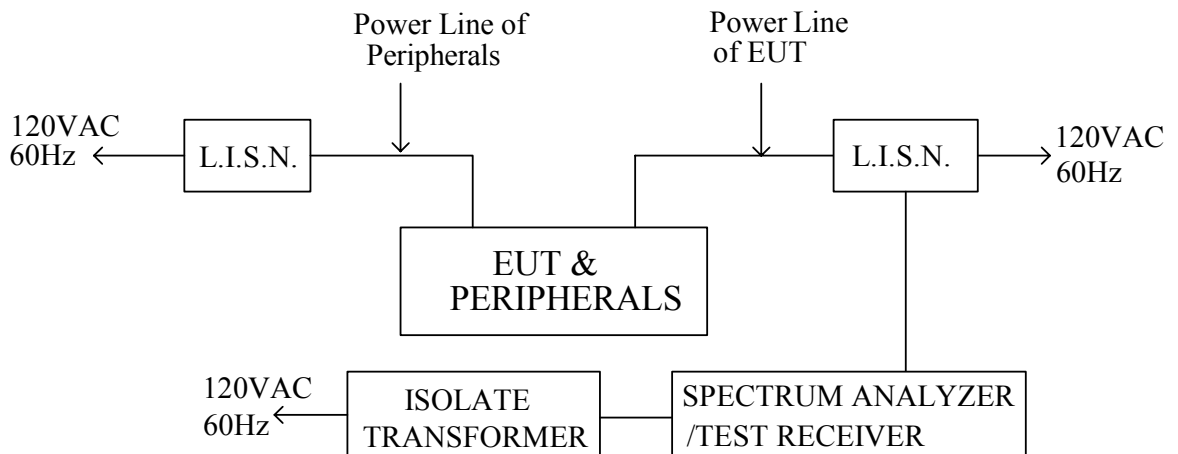 Power Line of
Peripherals
Power Line
of EUT
120VAC
60Hz
L.I.S.N.
L.I.S.N.
120VAC
60Hz
EUT &
PERIPHERALS
120VAC
60Hz
ISOLATE
TRANSFORMER
SPECTRUM ANALYZER
/TEST RECEIVER